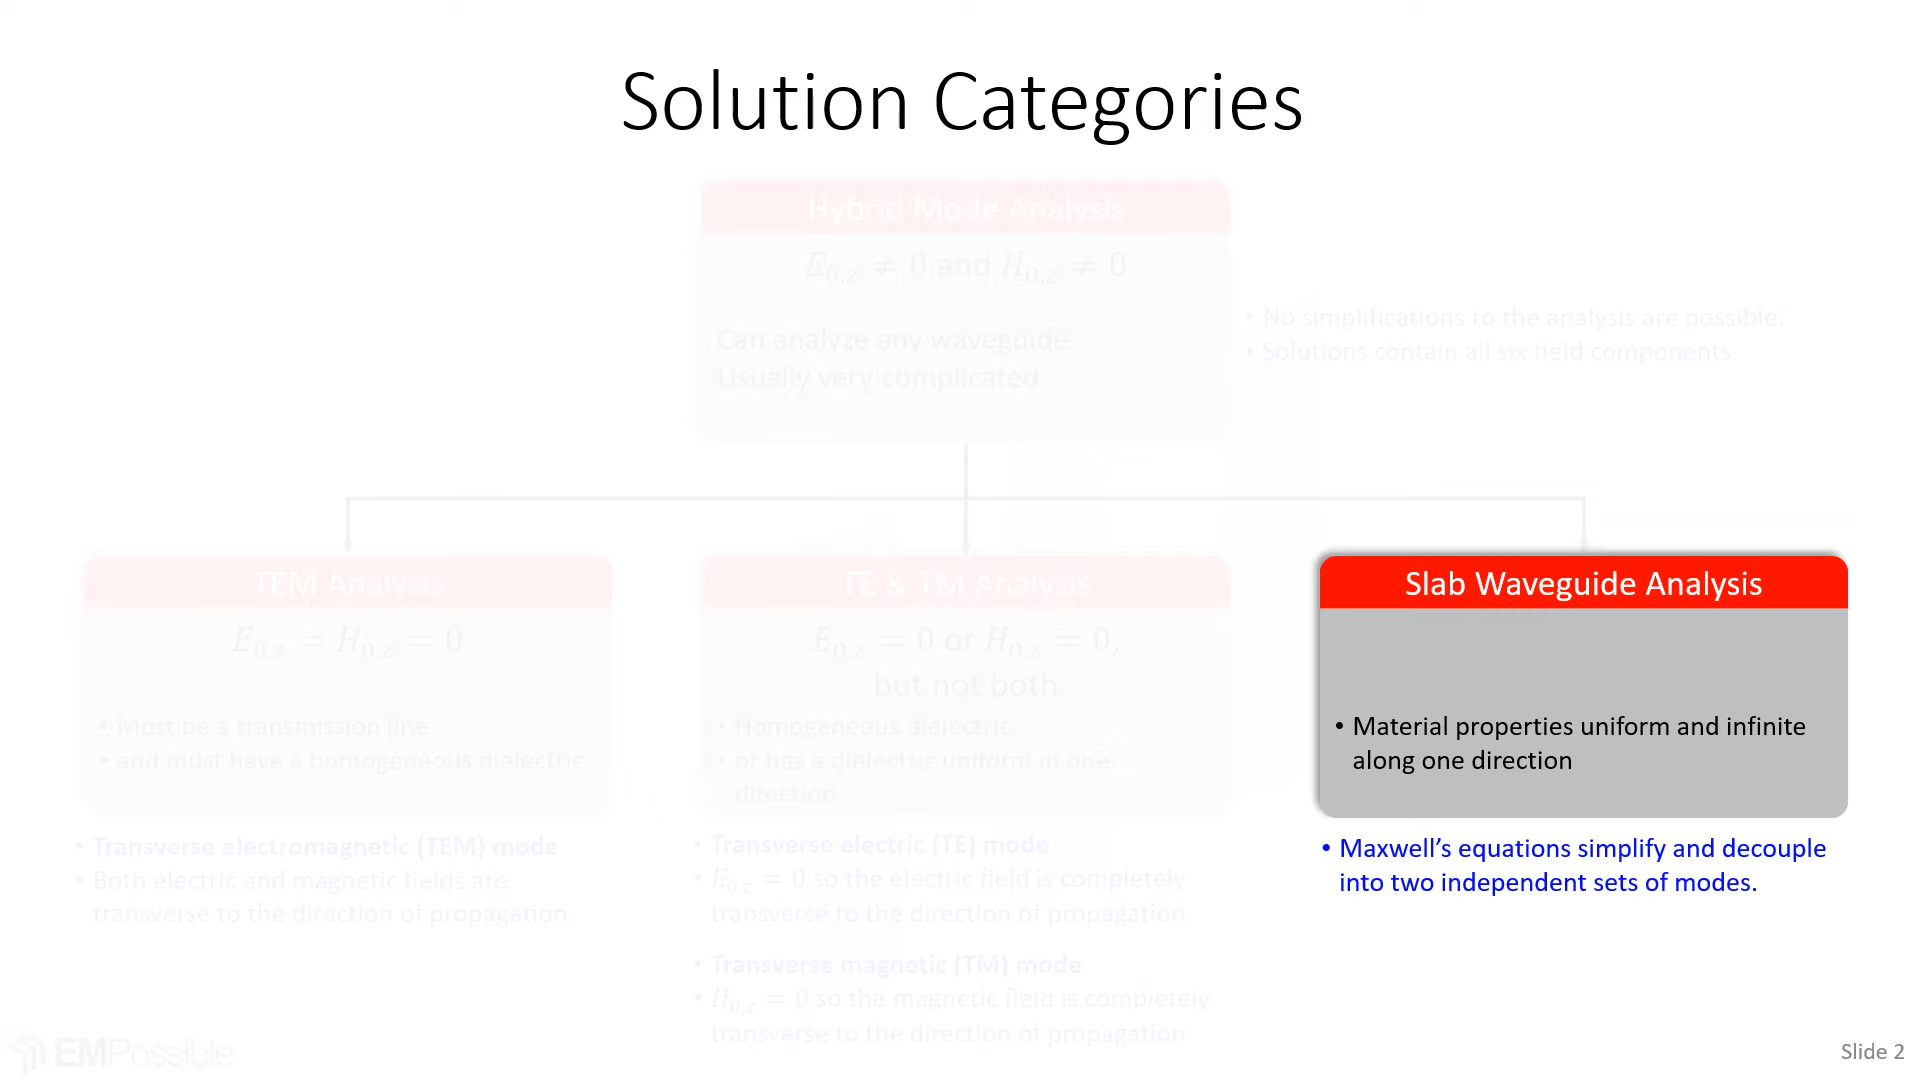 Solution Categories
Hybrid Mode Analysis
E₀,z ≠ 0 and H₀,z ≠ 0
Can analyze any waveguide
Usually very complicated
• No simplifications to the analysis are possible.
• Solutions contain all six field components
TEM Analysis
E₀,z = H₀,z = 0
• Must be a transmission line
• and must have a homogeneous dielectric
• Transverse electromagnetic (TEM) mode
• Both electric and magnetic fields are
transverse to the direction of propagation.
TE & TM Analysis
E₀,z = 0 or H₀,z = 0,
but not both
• Homogeneous dielectric
• or has a dielectric uniform in one
direction
• Transverse electric (TE) mode
• E₀,z = 0 so the electric field is completely
transverse to the direction of propagation
• Transverse magnetic (TM) mode
• H₀,z = 0 so the magnetic field is completely
transverse to the direction of propagation
Slab Waveguide Analysis
• Material properties uniform and infinite
along one direction
• Maxwell’s equations simplify and decouple
into two independent sets of modes.
EMPossible
Slide 2